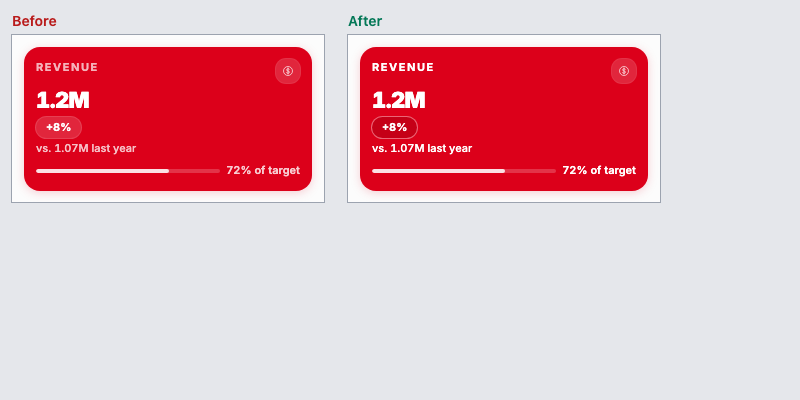 Before
REVENUE
$
1.2M
+8%
vs. 1.07M last year
72% of target
After
REVENUE
$
1.2M
+8%
vs. 1.07M last year
72% of target